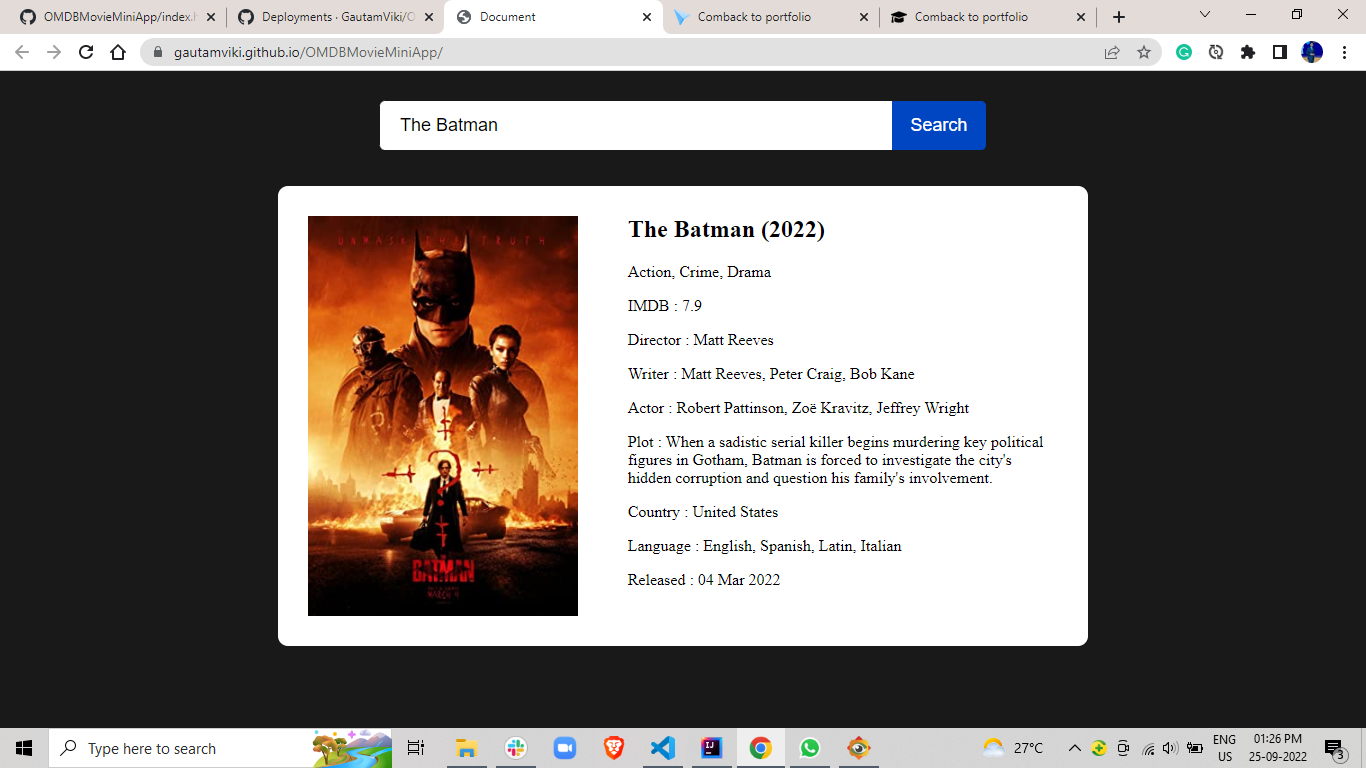 OMDBMovieMiniApp/index.h
Deployments · GautamViki/O
Document
Comback to portfolio
Comback to portfolio
gautamviki.github.io/OMDBMovieMiniApp/
The Batman
Search
UNMASK THE TRUTH
THE BATMAN
MARCH 4
The Batman (2022)
Action, Crime, Drama
IMDB : 7.9
Director : Matt Reeves
Writer : Matt Reeves, Peter Craig, Bob Kane
Actor : Robert Pattinson, Zoë Kravitz, Jeffrey Wright
Plot : When a sadistic serial killer begins murdering key political
figures in Gotham, Batman is forced to investigate the city's
hidden corruption and question his family's involvement.
Country : United States
Language : English, Spanish, Latin, Italian
Released : 04 Mar 2022
Type here to search
27°C
ENG
US
01:26 PM
25-09-2022
3